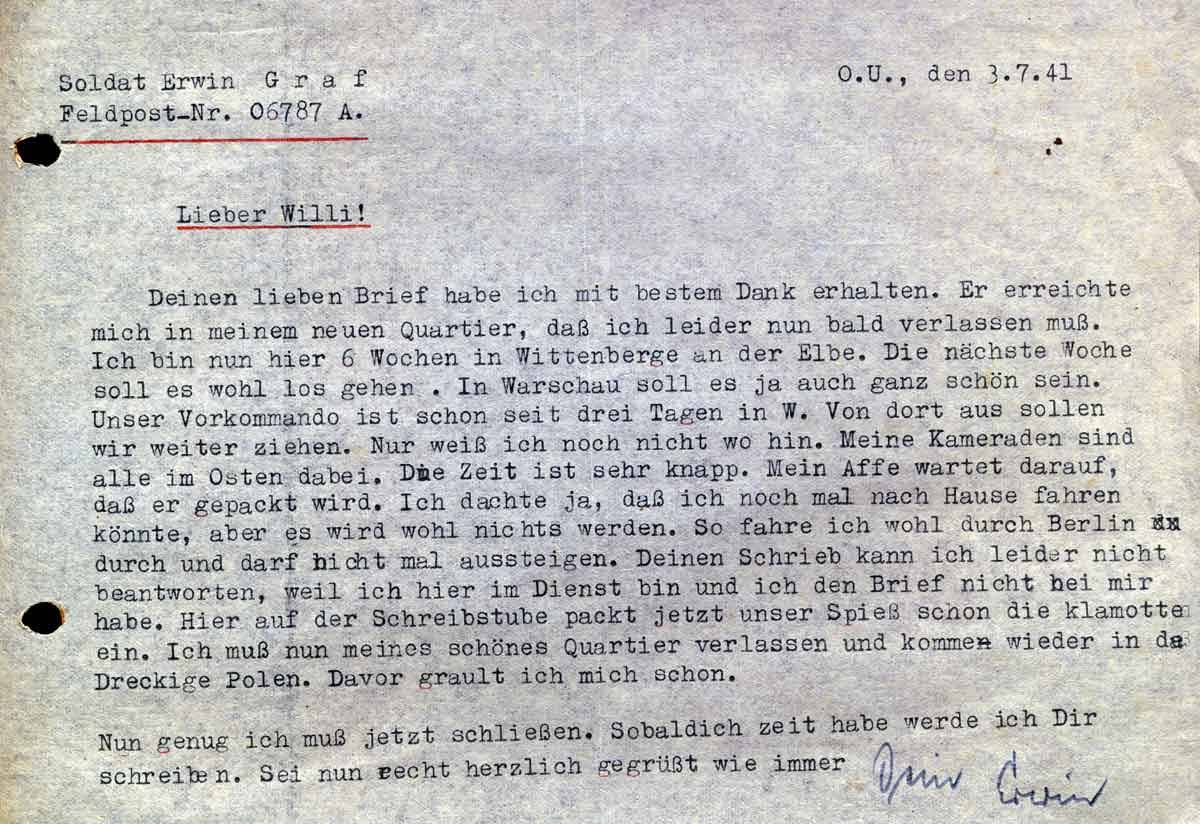 Soldat Erwin G r a f
Feldpost-Nr. 06787 A.
O.U., den 3.7.41
Lieber Willi!
Deinen lieben Brief habe ich mit bestem Dank erhalten. Er erreichte
mich in meinem neuen Quartier, daß ich leider nun bald verlassen muß.
Ich bin nun hier 6 Wochen in Wittenberge an der Elbe. Die nächste Woche
soll es wohl los gehen . In Warschau soll es ja auch ganz schön sein.
Unser Vorkommando ist schon seit drei Tagen in W. Von dort aus sollen
wir weiter ziehen. Nur weiß ich noch nicht wo hin. Meine Kameraden sind
alle im Osten dabei. Die Zeit ist sehr knapp. Mein Affe wartet darauf,
daß er gepackt wird. Ich dachte ja, daß ich noch mal nach Hause fahren
könnte, aber es wird wohl nichts werden. So fahre ich wohl durch Berlin
durch und darf nicht mal aussteigen. Deinen Schrieb kann ich leider nicht
beantworten, weil ich hier im Dienst bin und ich den Brief nicht bei mir
habe. Hier auf der Schreibstube packt jetzt unser Spieß schon die klamotte
ein. Ich muß nun meines schönes Quartier verlassen und kommen wieder in da
Dreckige Polen. Davor grault ich mich schon.
Nun genug ich muß jetzt schließen. Sobaldich zeit habe werde ich Dir
schreiben. Sei nun recht herzlich gegrüßt wie immer Dein Erwin